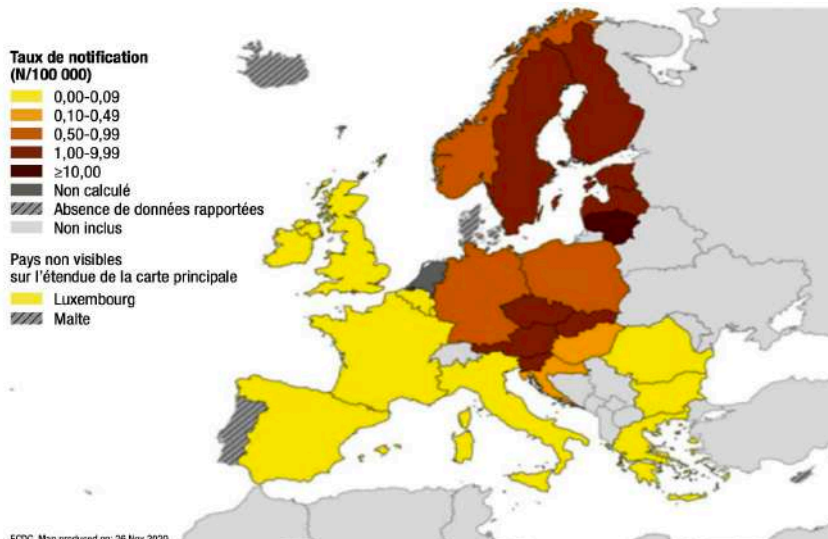 Taux de notification
(N/100 000)
0,00-0,09
0,10-0,49
0,50-0,99
1,00-9,99
≥10,00
Non calculé
Absence de données rapportées
Non inclus
Pays non visibles
sur l'étendue de la carte principale
Luxembourg
Malte
ECDC. Map produced on: 26 Nov 2020